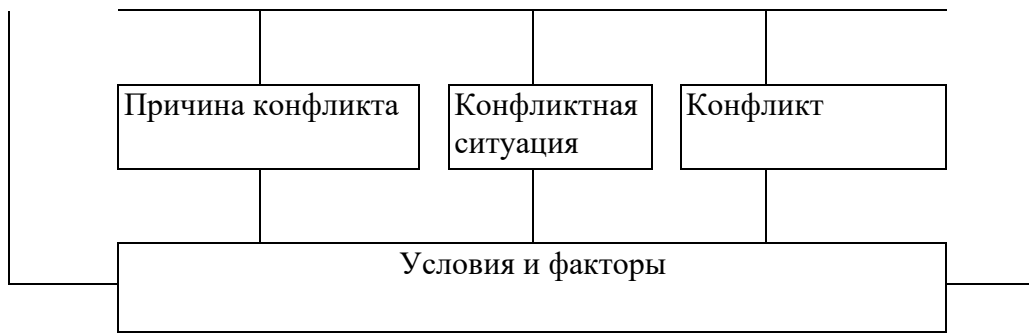 Причина конфликта
Конфликтная
ситуация
Конфликт
Условия и факторы